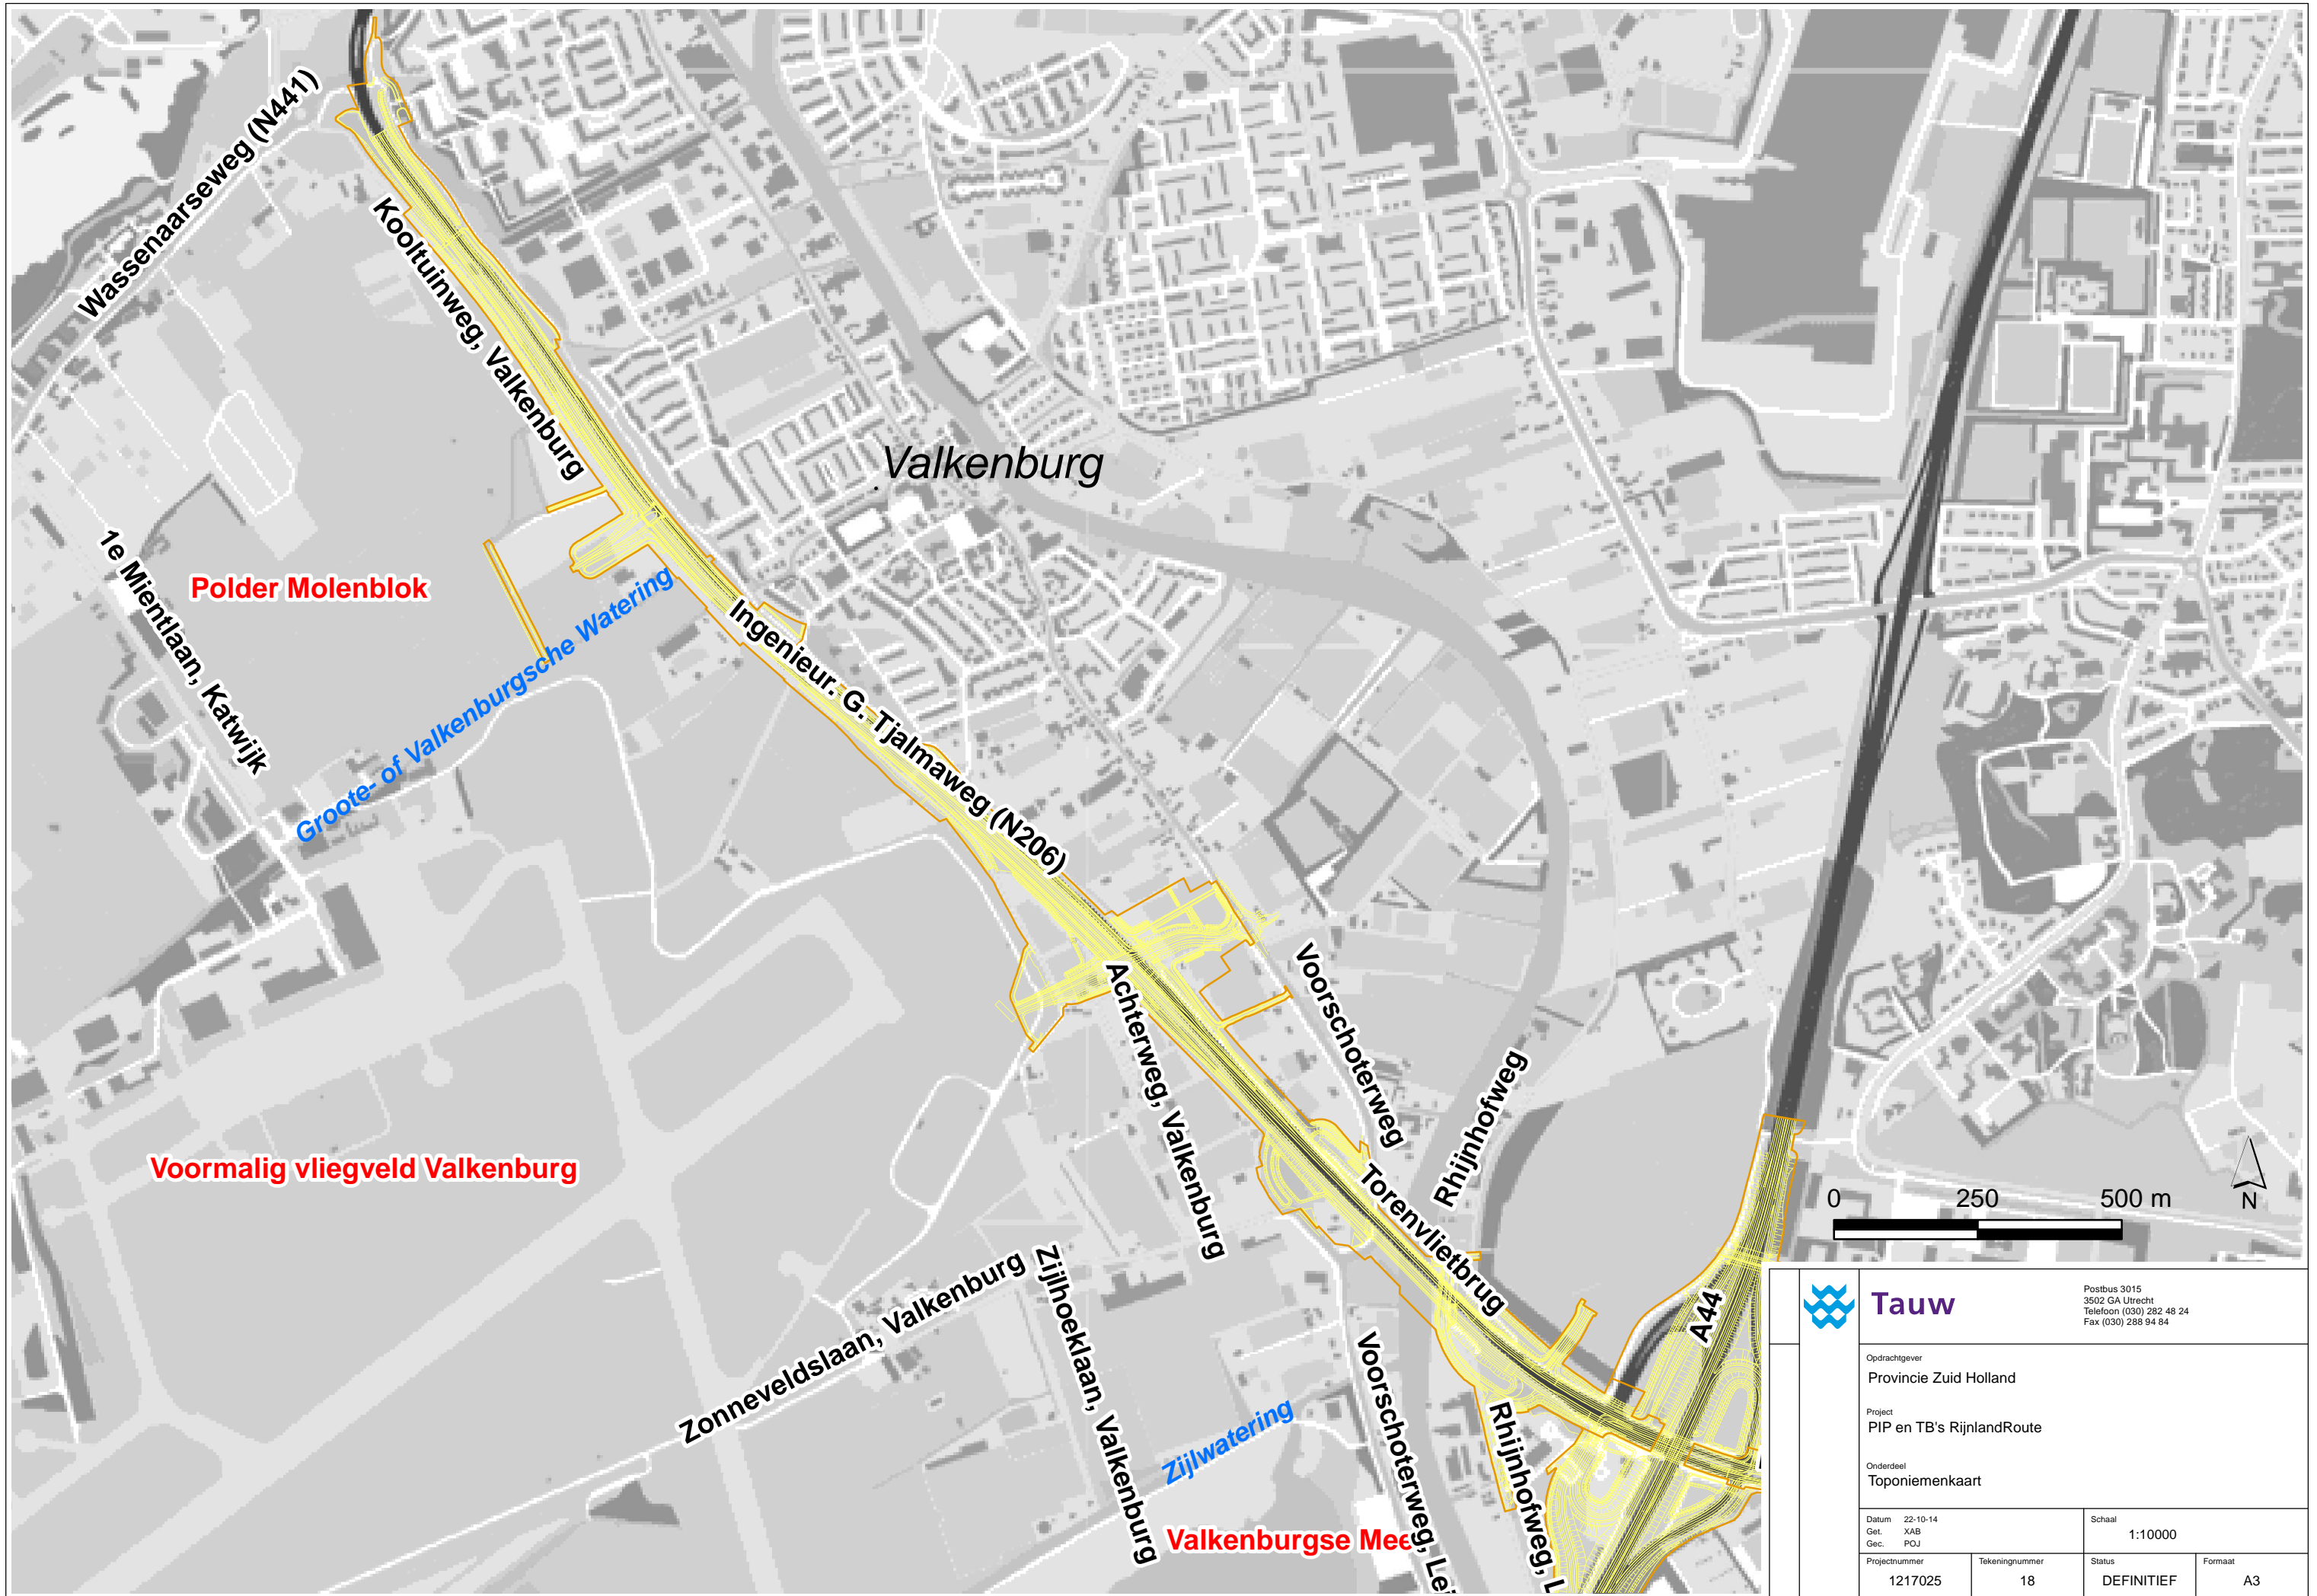 Wassenaarseweg (N441)
Kooltuinweg, Valkenburg
Valkenburg
1e Mientlaan, Katwijk
Polder Molenblok
Groote- of Valkenburgsche Watering
Ingenieur. G. Tjalmaweg (N206)
Achterweg, Valkenburg
Voorschoterweg
Rhijnhofweg
Voormalig vliegveld Valkenburg
Torenvlietbrug
Zonneveldslaan, Valkenburg
Zijlhoeklaan, Valkenburg
Zijlwatering
Voorschoterweg, Lei
Rhijnhofweg, L
Valkenburgse Mee
A44
0 250 500 m
N
Tauw
Postbus 3015
3502 GA Utrecht
Telefoon (030) 282 48 24
Fax (030) 288 94 84
Opdrachtgever
Provincie Zuid Holland
Project
PIP en TB's RijnlandRoute
Onderdeel
Toponiemenkaart
Datum 22-10-14
Get. XAB
Gec. POJ
Schaal
1:10000
Projectnummer
1217025
Tekeningnummer
18
Status
DEFINITIEF
Formaat
A3